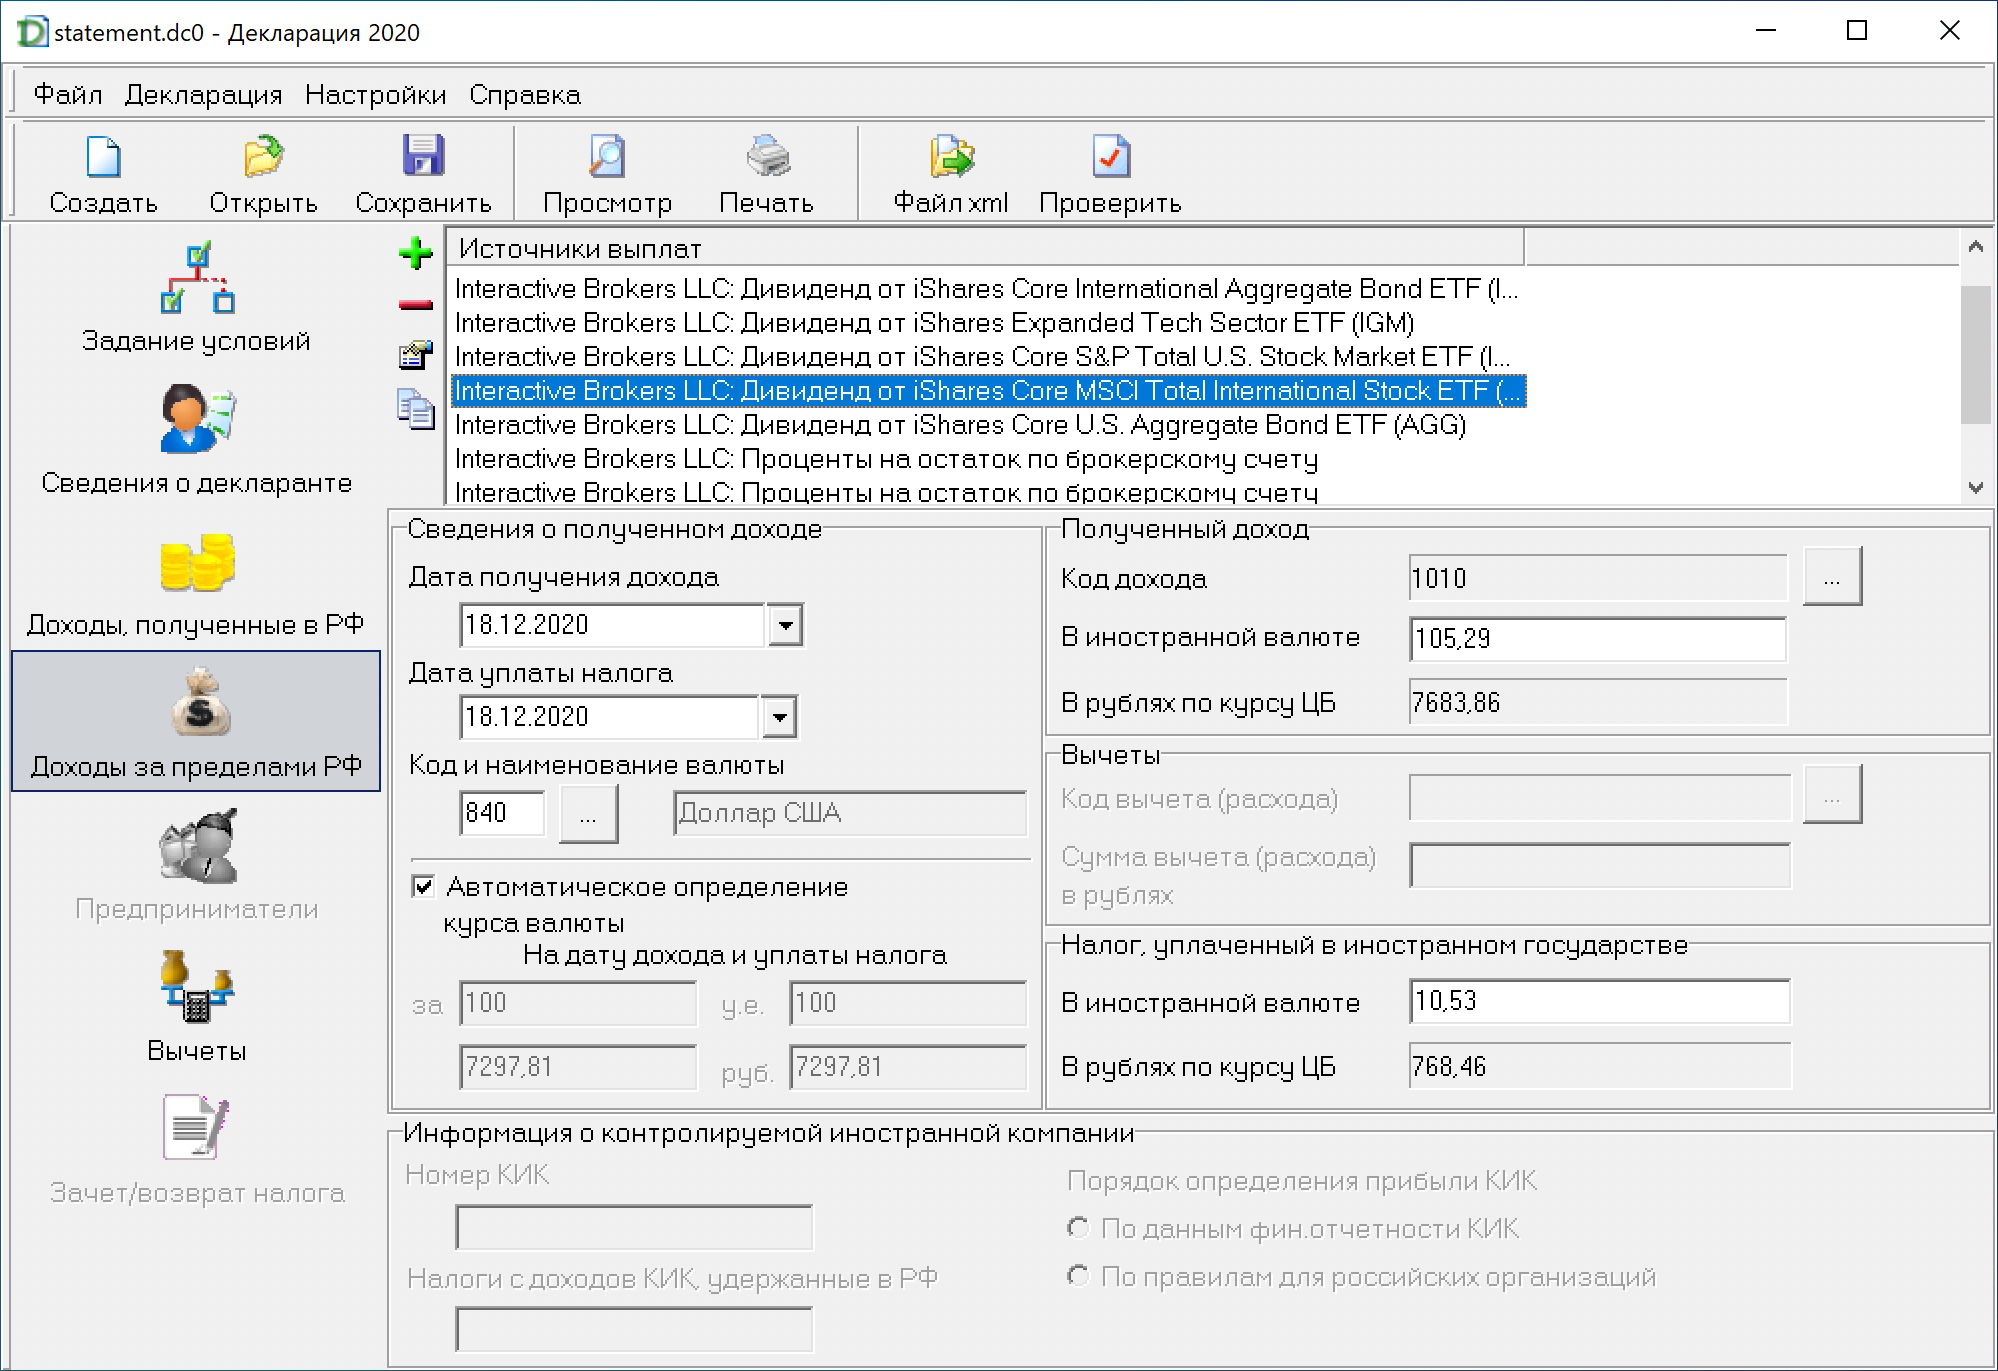 statement.dc0 - Декларация 2020
Файл Декларация Настройки Справка
Создать Открыть Сохранить Просмотр Печать Файл xml Проверить
Задание условий
Сведения о декларанте
Доходы, полученные в РФ
Доходы за пределами РФ
Предприниматели
Вычеты
Зачет/возврат налога
Источники выплат
Interactive Brokers LLC: Дивиденд от iShares Core International Aggregate Bond ETF (I...
Interactive Brokers LLC: Дивиденд от iShares Expanded Tech Sector ETF (IGM)
Interactive Brokers LLC: Дивиденд от iShares Core S&P Total U.S. Stock Market ETF (I...
Interactive Brokers LLC: Дивиденд от iShares Core MSCI Total International Stock ETF (...
Interactive Brokers LLC: Дивиденд от iShares Core U.S. Aggregate Bond ETF (AGG)
Interactive Brokers LLC: Проценты на остаток по брокерскому счету
Interactive Brokers LLC: Проценты на остаток по брокерскому счету
Сведения о полученном доходе
Дата получения дохода
18.12.2020
Дата уплаты налога
18.12.2020
Код и наименование валюты
840 ... Доллар США
Автоматическое определение
курса валюты
На дату дохода и уплаты налога
за 100 у.е. 100
7297,81 руб. 7297,81
Полученный доход
Код дохода 1010 ...
В иностранной валюте 105,29
В рублях по курсу ЦБ 7683,86
Вычеты
Код вычета (расхода) ...
Сумма вычета (расхода)
в рублях
Налог, уплаченный в иностранном государстве
В иностранной валюте 10,53
В рублях по курсу ЦБ 768,46
Информация о контролируемой иностранной компании
Номер КИК
Налоги с доходов КИК, удержанные в РФ
Порядок определения прибыли КИК
По данным фин.отчетности КИК
По правилам для российских организаций